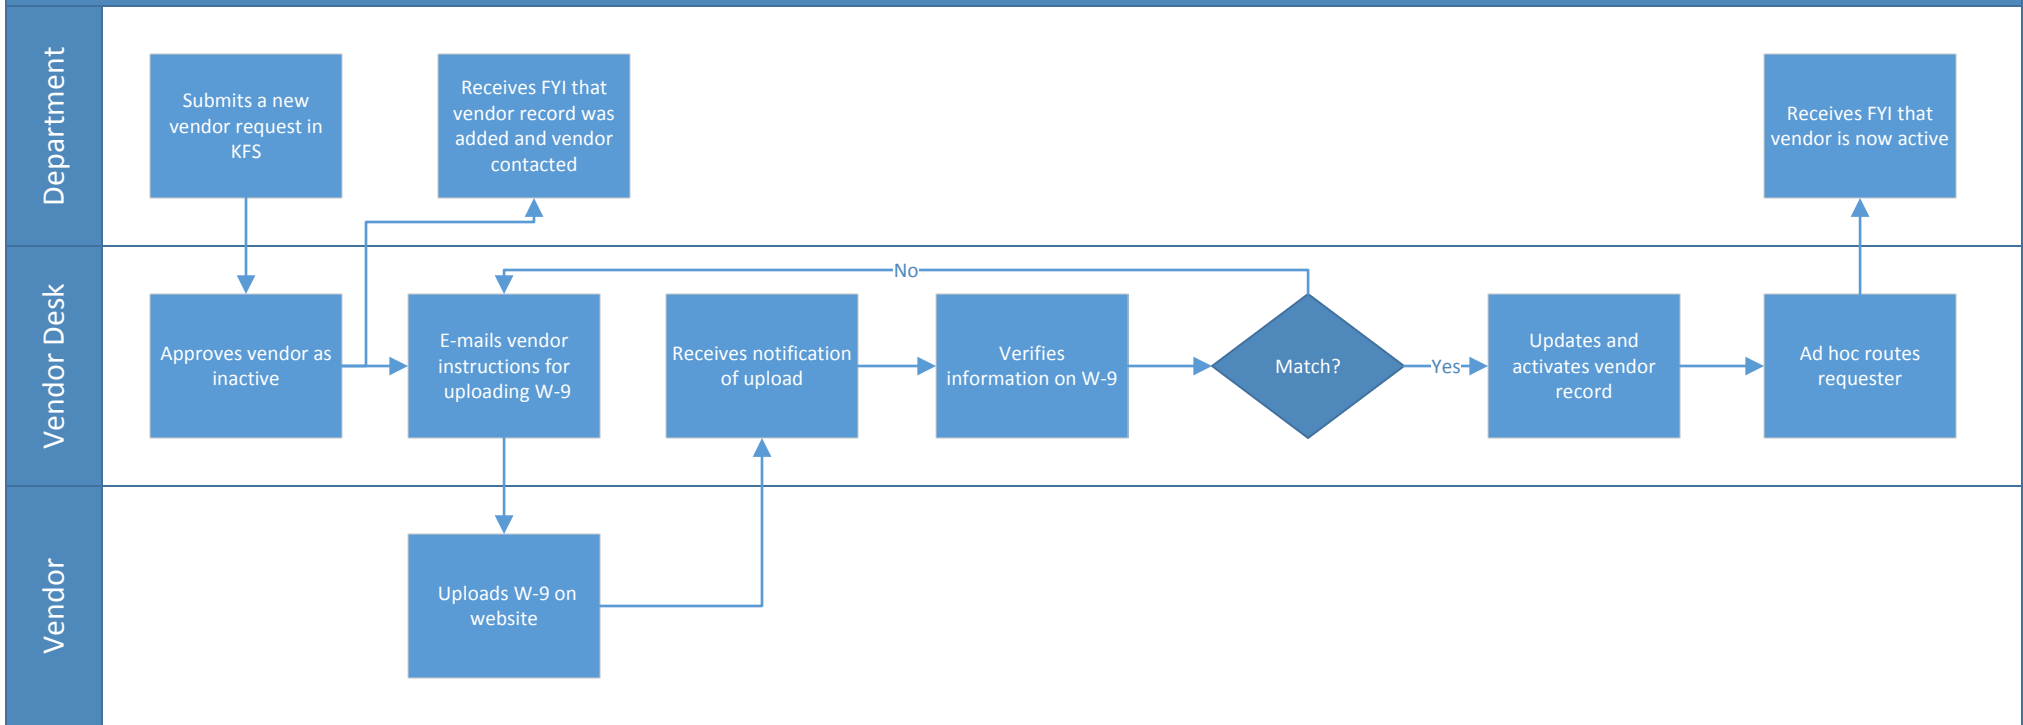 Department
Submits a new
vendor request in
KFS
Receives FYI that
vendor record was
added and vendor
contacted
Receives FYI that
vendor is now active
Vendor Desk
No
Approves vendor as
inactive
E-mails vendor
instructions for
uploading W-9
Receives notification
of upload
Verifies
information on W-9
Match?
Yes
Updates and
activates vendor
record
Ad hoc routes
requester
Vendor
Uploads W-9 on
website